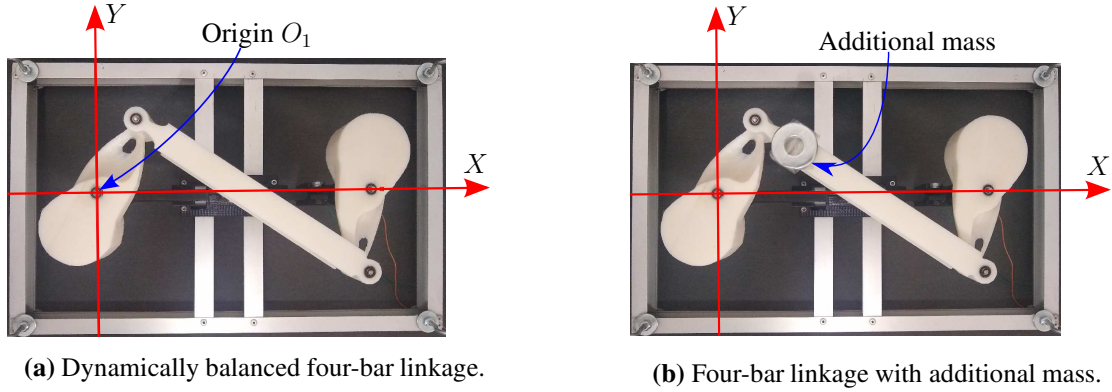 Y
Origin O₁
X
(a) Dynamically balanced four-bar linkage.
Y
Additional mass
X
(b) Four-bar linkage with additional mass.